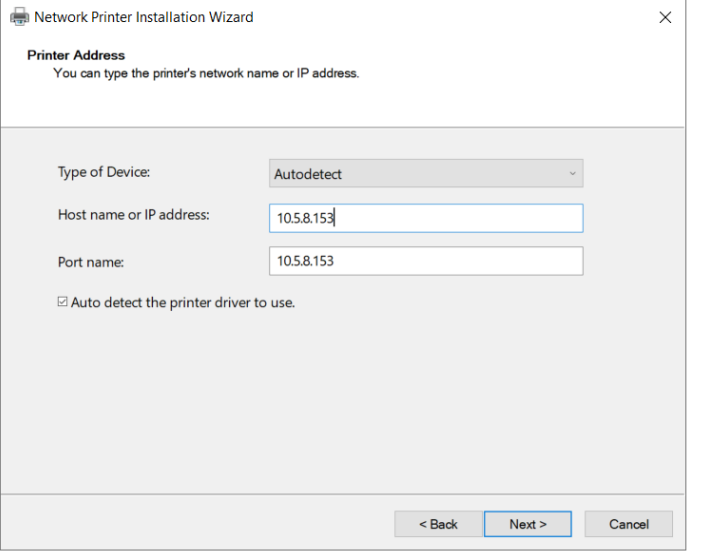 Network Printer Installation Wizard
Printer Address
You can type the printer's network name or IP address.
Type of Device: Autodetect
Host name or IP address: 10.5.8.153
Port name: 10.5.8.153
Auto detect the printer driver to use.
< Back Next > Cancel